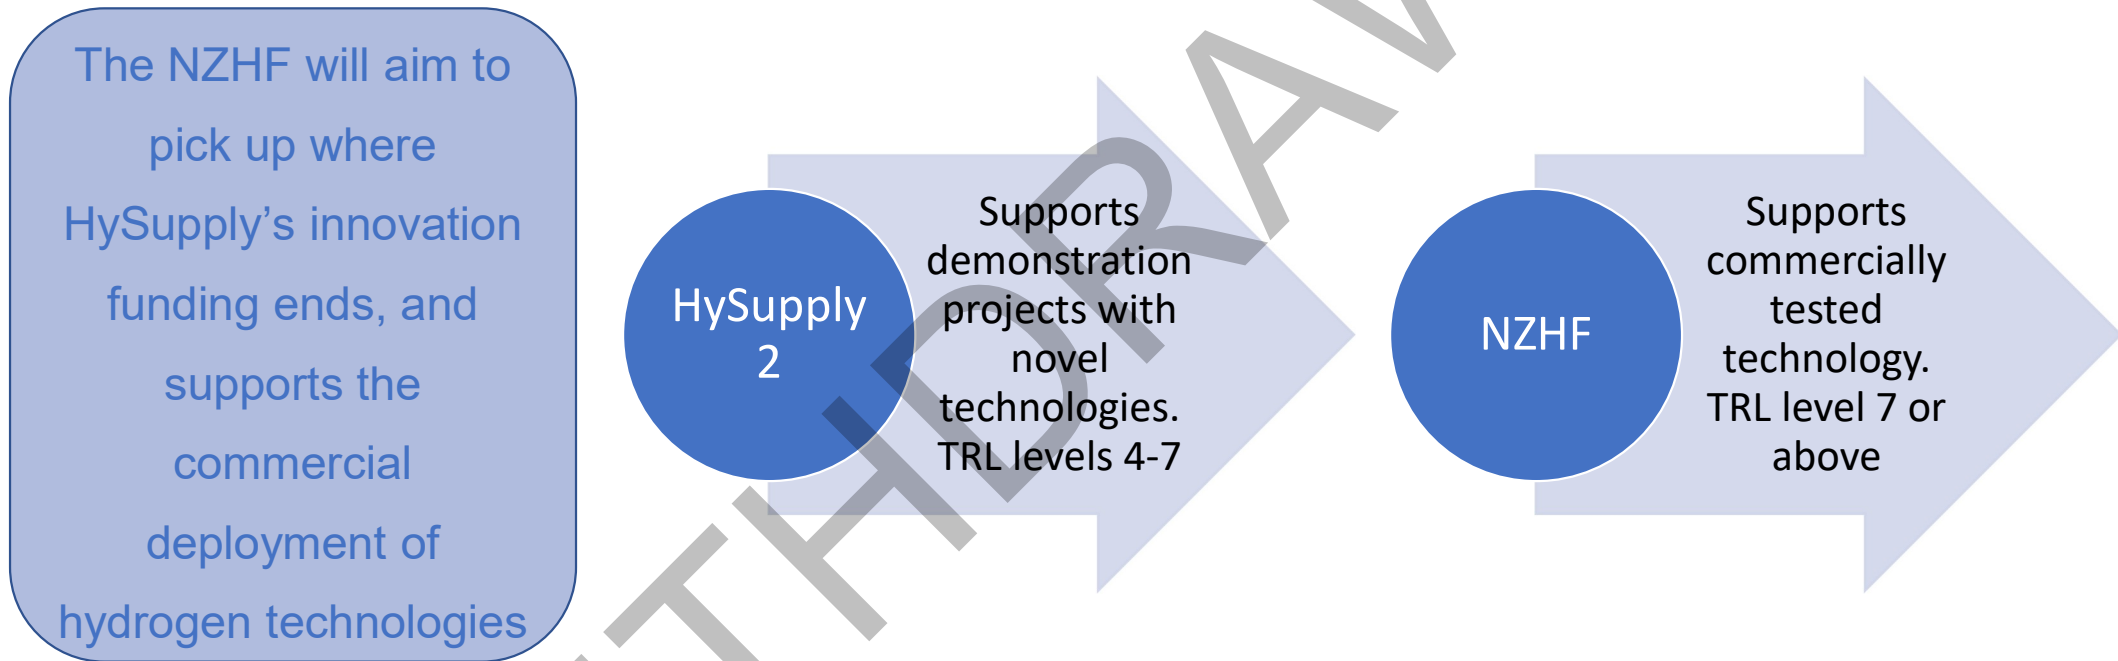 The NZHF will aim to
pick up where
HySupply’s innovation
funding ends, and
supports the
commercial
deployment of
hydrogen technologies
HySupply
2
Supports
demonstration
projects with
novel
technologies.
TRL levels 4-7
NZHF
Supports
commercially
tested
technology.
TRL level 7 or
above
THDRAW